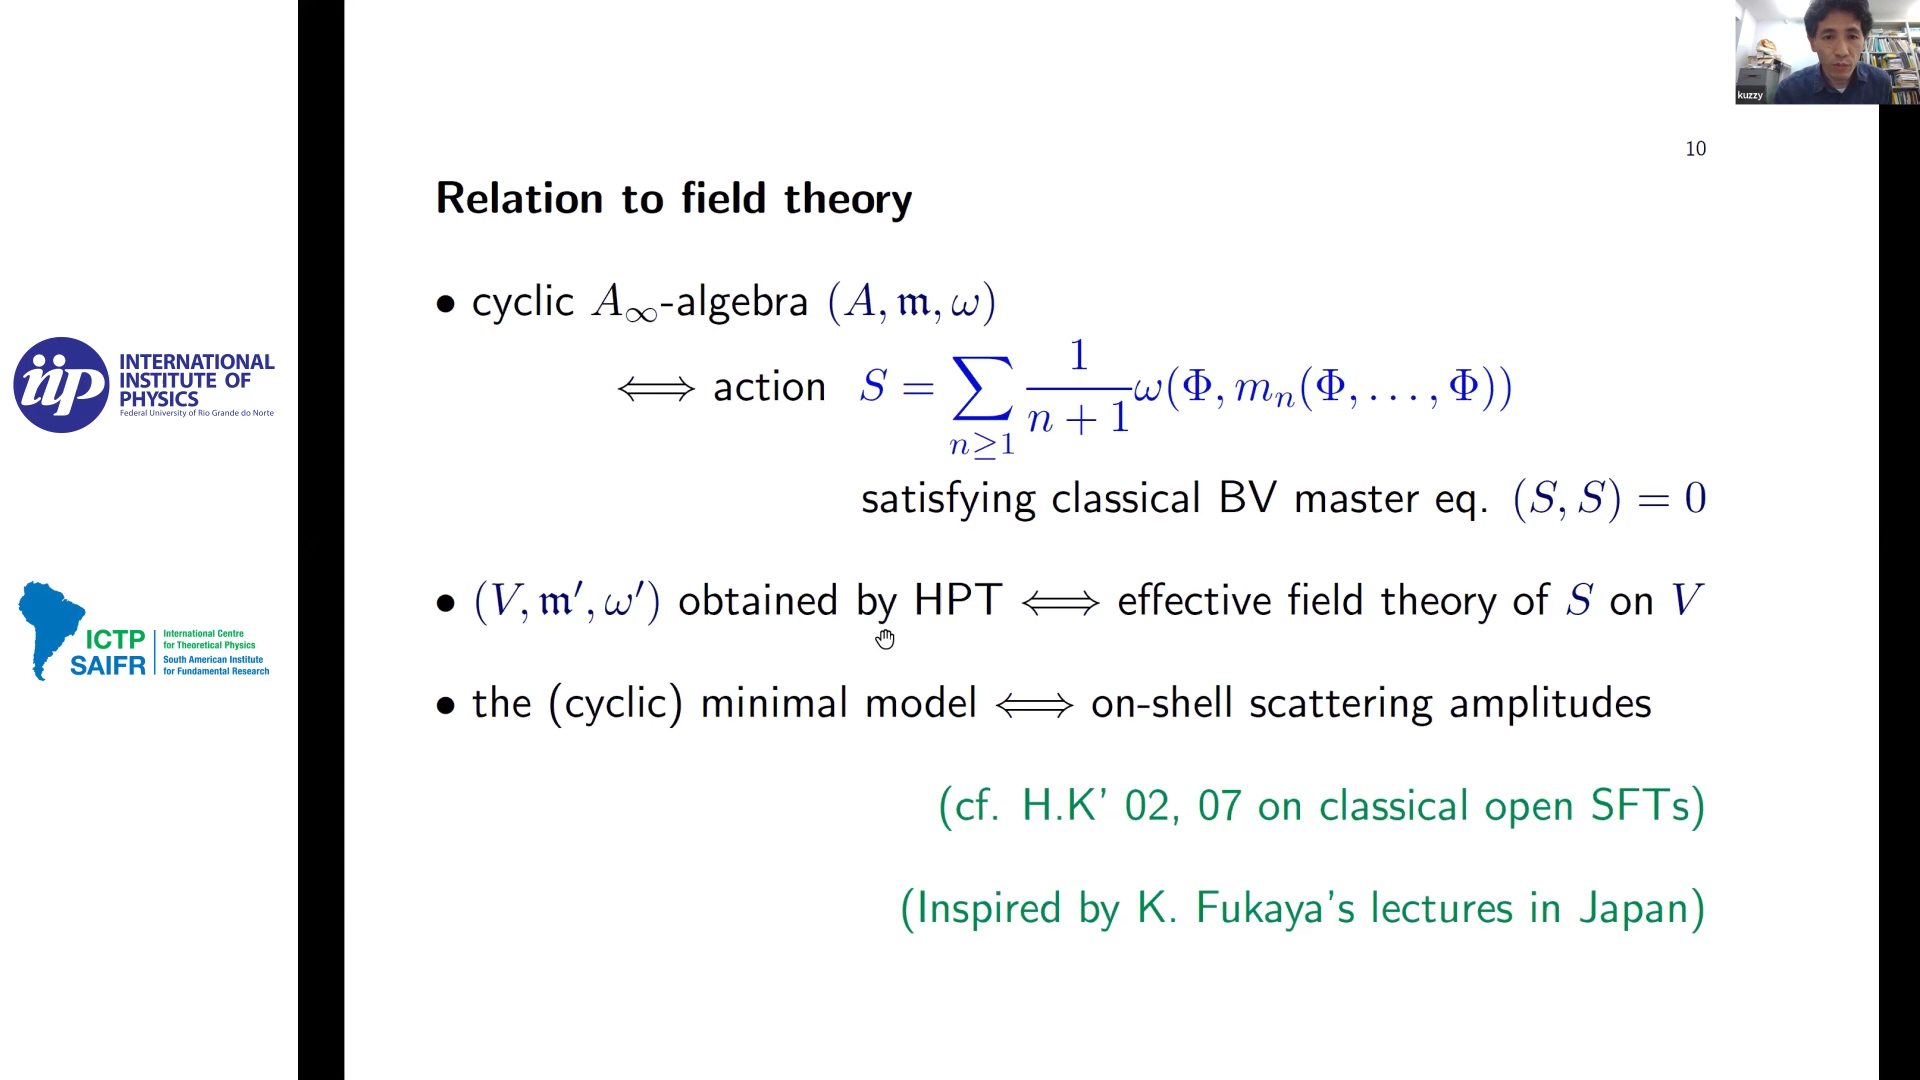 INTERNATIONAL
INSTITUTE OF
PHYSICS
Federal University of Rio Grande do Norte
iip
ICTP
SAIFR
International Centre
for Theoretical Physics
South American Institute
for Fundamental Research
kuzzy
10
Relation to field theory
• cyclic A∞-algebra (A, 𝔪, ω)
⟺ action S = ∑_{n≥1} \frac{1}{n + 1} ω(Φ, m_n(Φ, . . . , Φ))
satisfying classical BV master eq. (S, S) = 0
• (V, 𝔪′, ω′) obtained by HPT ⟺ effective field theory of S on V
• the (cyclic) minimal model ⟺ on-shell scattering amplitudes
(cf. H.K’ 02, 07 on classical open SFTs)
(Inspired by K. Fukaya’s lectures in Japan)